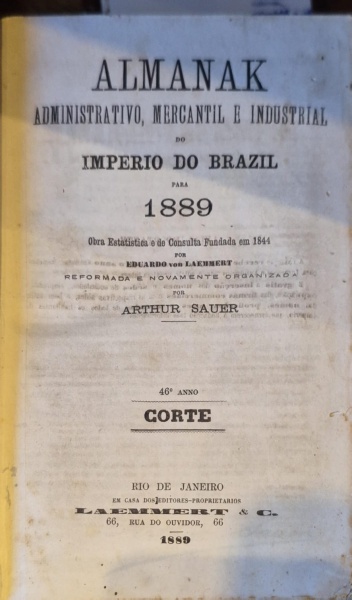 ALMANAK
ADMINISTRATIVO, MERCANTIL E INDUSTRIAL
DO
IMPERIO DO BRAZIL
PARA
1889
Obra Estatistica e de Consulta Fundada em 1844
POR
EDUARDO von LAEMMERT
REFORMADA E NOVAMENTE ORGANIZADA
POR
ARTHUR SAUER
46º ANNO
CORTE
RIO DE JANEIRO
EM CASA DOS EDITORES-PROPRIETARIOS
LAEMMERT & C.
66, RUA DO OUVIDOR, 66
1889